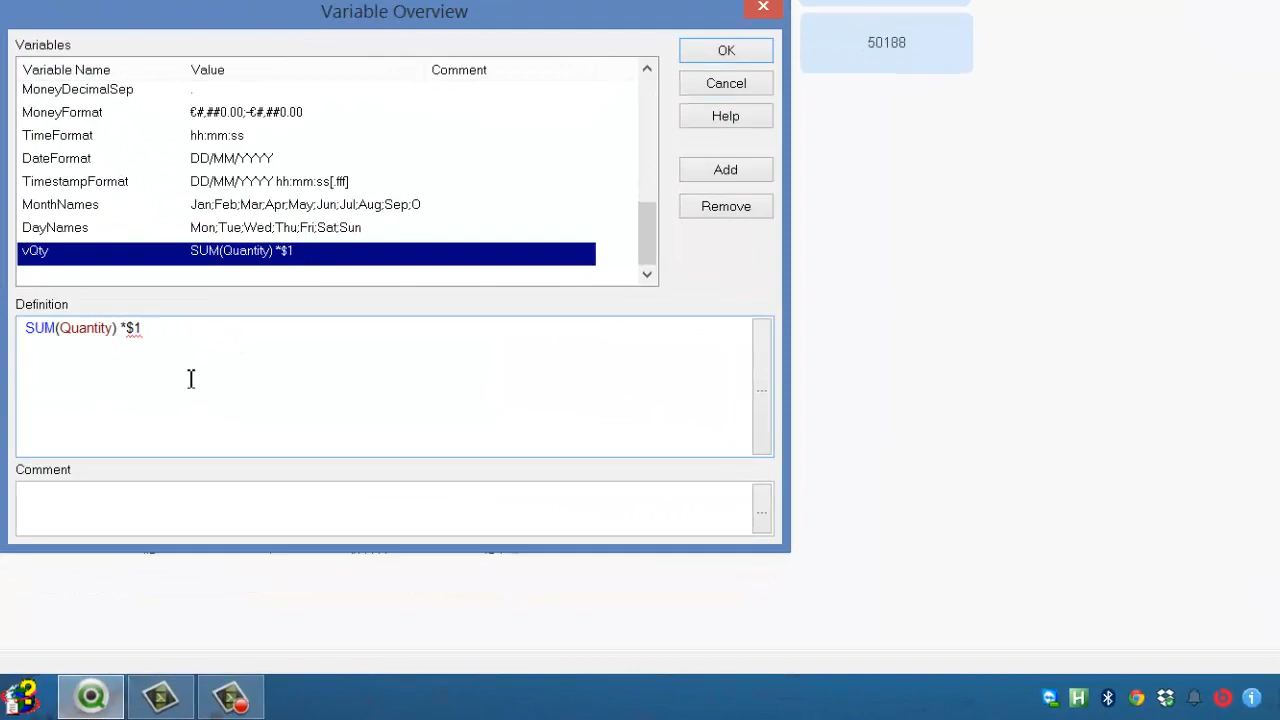 Variable Overview
50188
Variables
OK
Variable Name Value Comment
MoneyDecimalSep .
Cancel
MoneyFormat €#,##0.00;-€#,##0.00
Help
TimeFormat hh:mm:ss
DateFormat DD/MM/YYYY
Add
TimestampFormat DD/MM/YYYY hh:mm:ss[.fff]
MonthNames Jan;Feb;Mar;Apr;May;Jun;Jul;Aug;Sep;O
Remove
DayNames Mon;Tue;Wed;Thu;Fri;Sat;Sun
vQty SUM(Quantity) *$1
Definition
SUM(Quantity) *$1
...
Comment
...